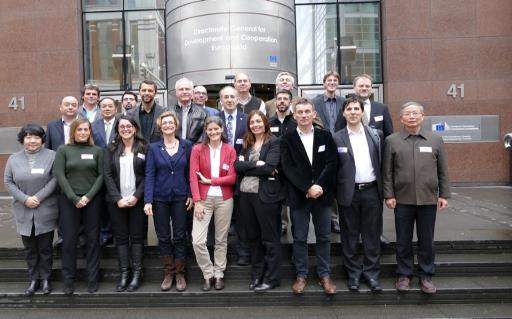 Directorate General for
Development and Cooperation
EuropeAid
41
41